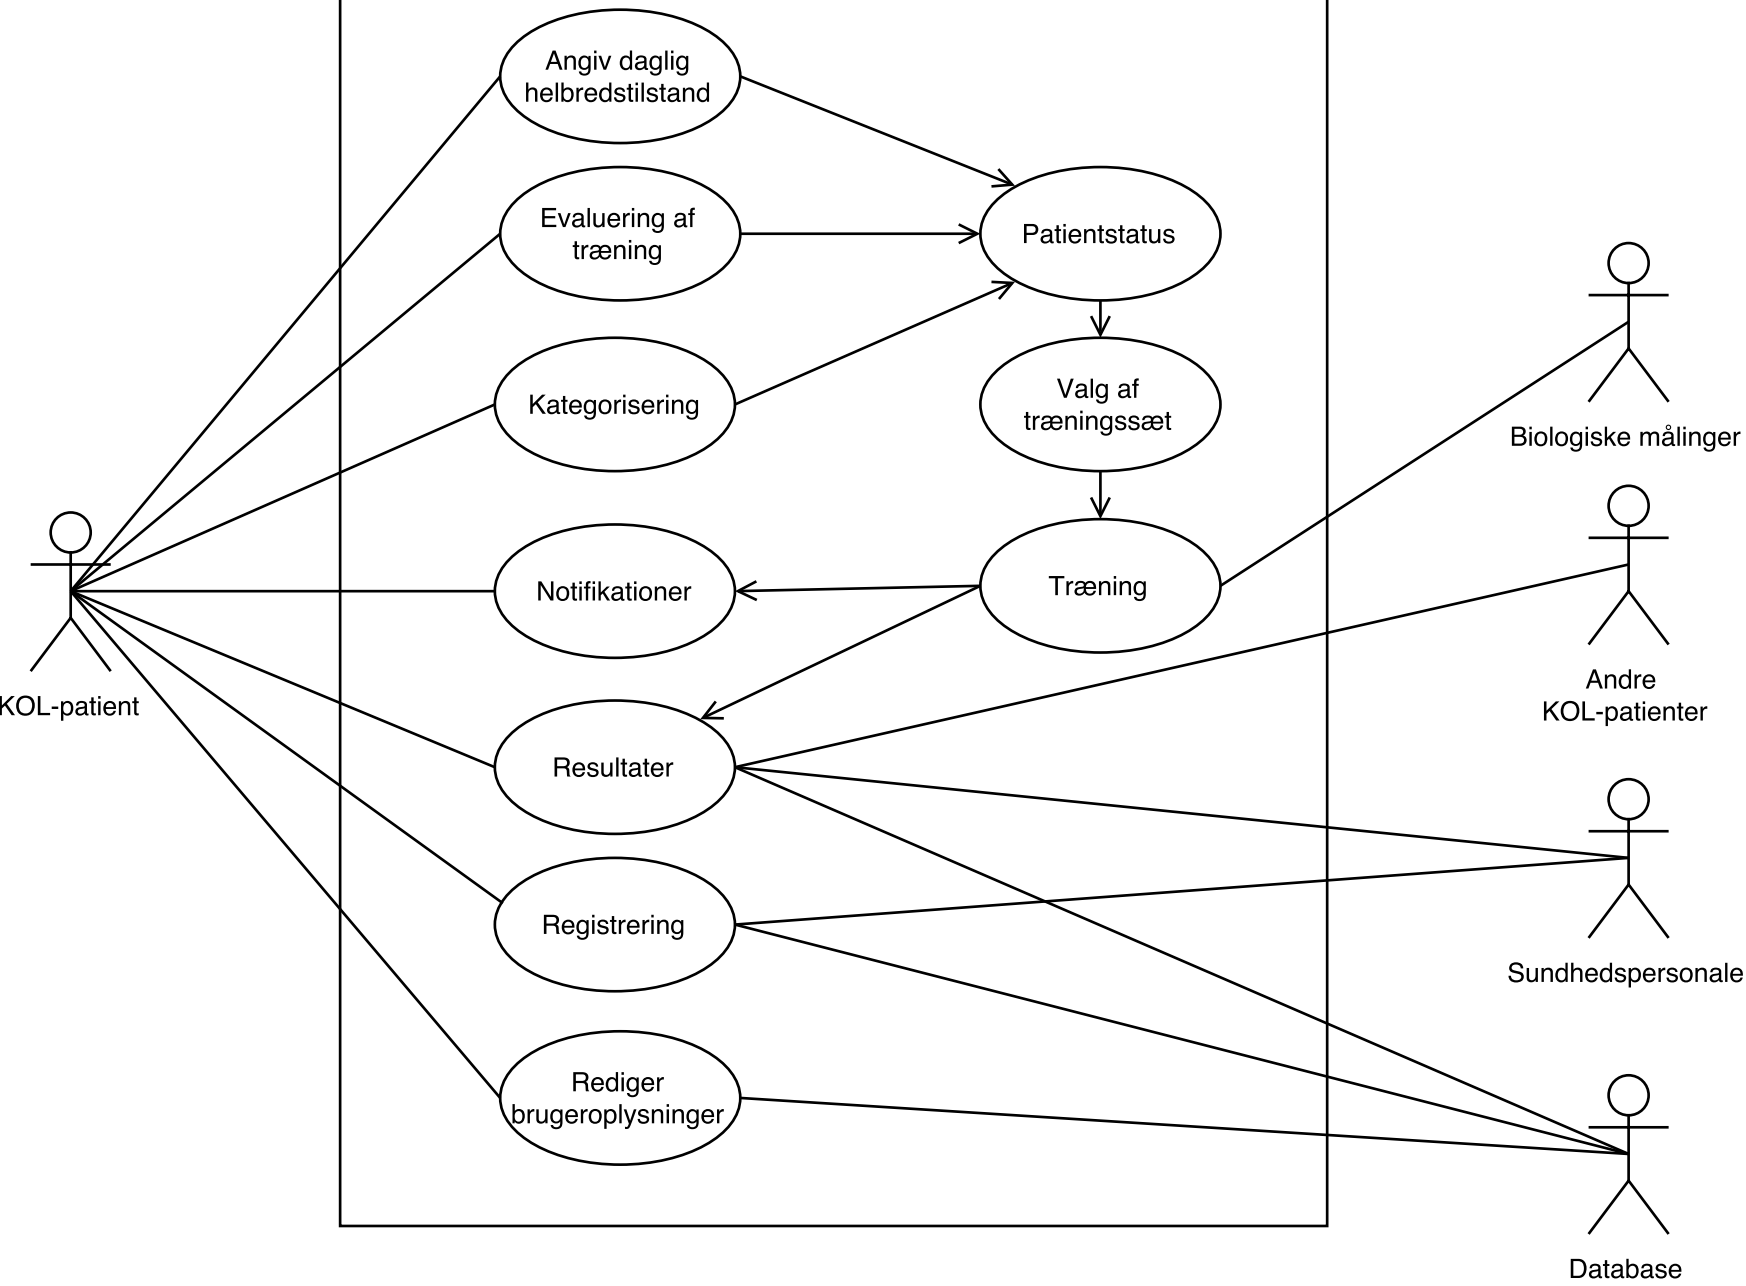 Angiv daglig
helbredstilstand
Evaluering af
træning
Patientstatus
Kategorisering
Valg af
træningssæt
Biologiske målinger
Notifikationer
Træning
KOL-patient
Andre
KOL-patienter
Resultater
Registrering
Sundhedspersonale
Rediger
brugeroplysninger
Database